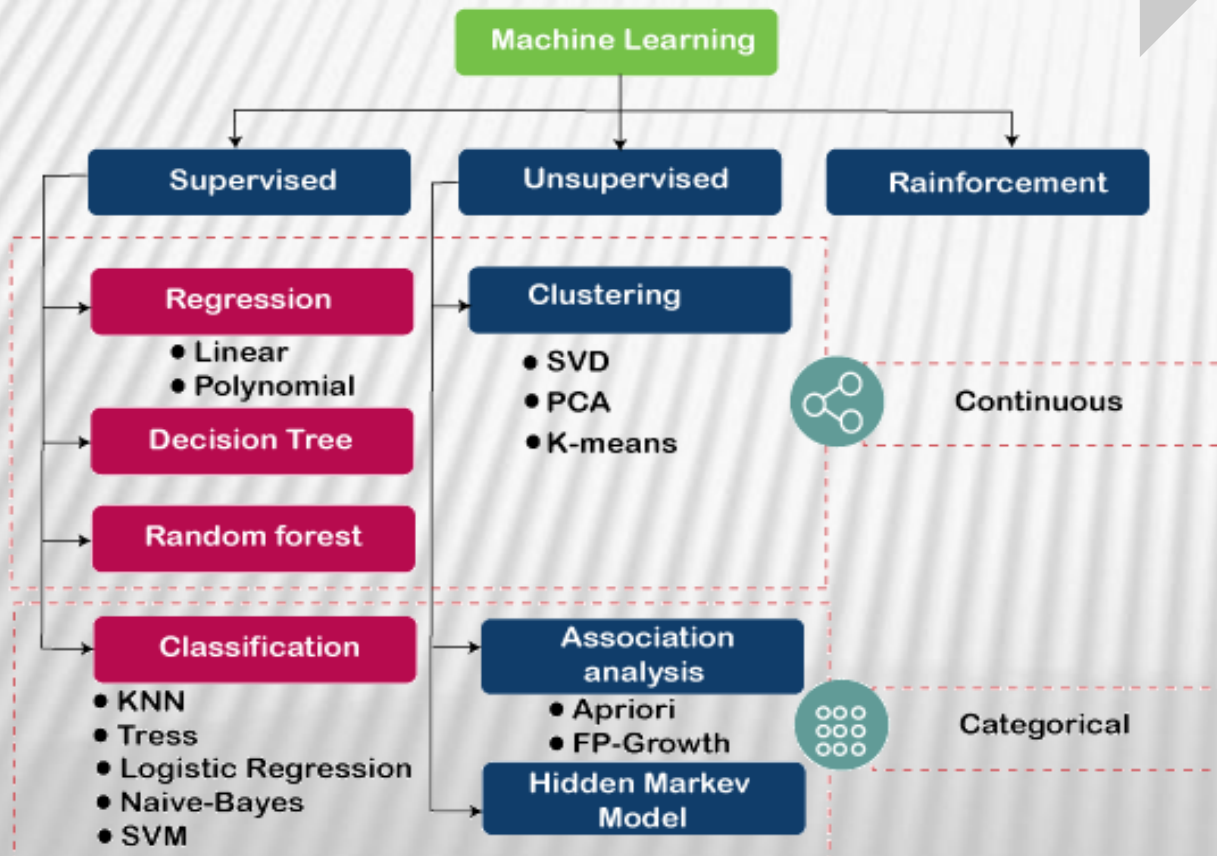 Machine Learning
Supervised
Unsupervised
Rainforcement
Regression
• Linear
• Polynomial
Decision Tree
Random forest
Clustering
• SVD
• PCA
• K-means
Continuous
Classification
• KNN
• Tress
• Logistic Regression
• Naive-Bayes
• SVM
Association
analysis
• Apriori
• FP-Growth
Hidden Markev
Model
Categorical